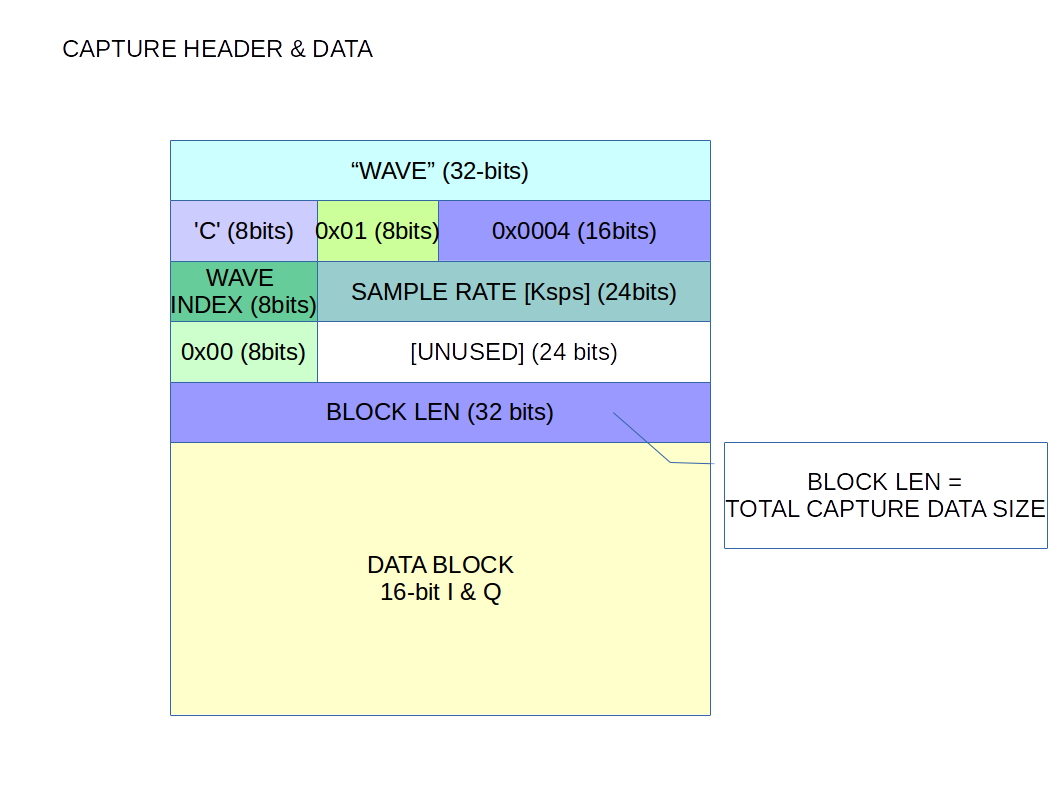 CAPTURE HEADER & DATA
“WAVE” (32-bits)
'C' (8bits) 0x01 (8bits) 0x0004 (16bits)
WAVE
INDEX (8bits)
SAMPLE RATE [Ksps] (24bits)
0x00 (8bits) [UNUSED] (24 bits)
BLOCK LEN (32 bits)
BLOCK LEN =
TOTAL CAPTURE DATA SIZE
DATA BLOCK
16-bit I & Q